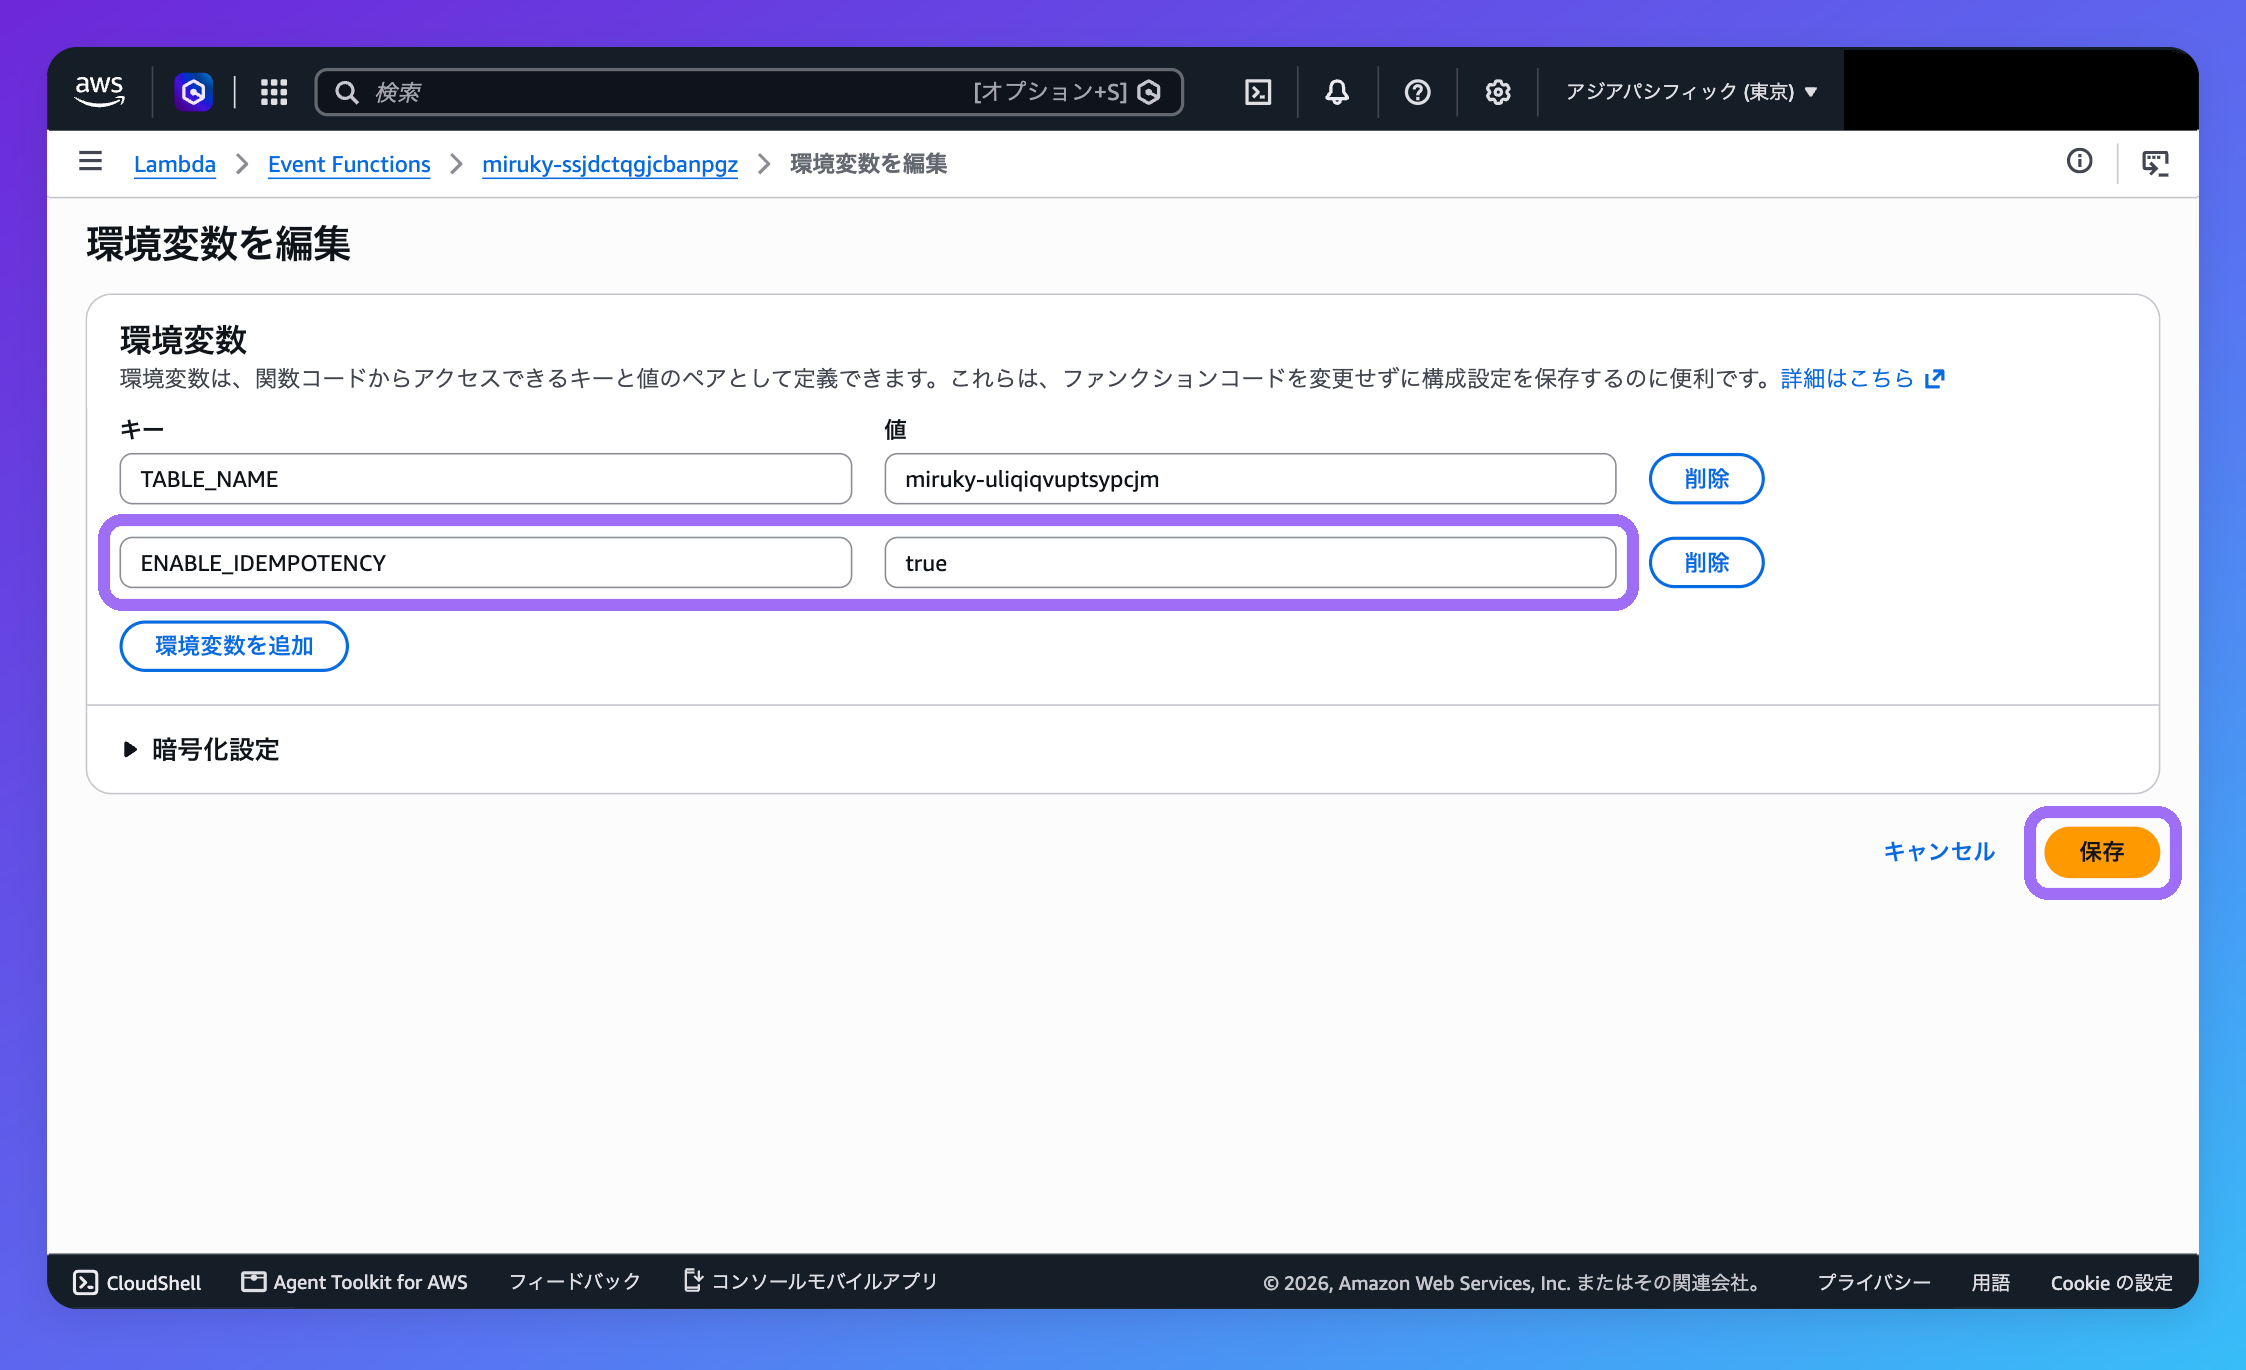 aws
検索
[オプション+S]
アジアパシフィック (東京) ▼
Lambda > Event Functions > miruky-ssjdctqgjcbanpgz > 環境変数を編集
環境変数を編集
環境変数
環境変数は、関数コードからアクセスできるキーと値のペアとして定義できます。これらは、ファンクションコードを変更せずに構成設定を保存するのに便利です。詳細はこちら
キー
値
TABLE_NAME
miruky-uliqiqvuptsypcjm
削除
ENABLE_IDEMPOTENCY
true
削除
環境変数を追加
暗号化設定
キャンセル
保存
CloudShell
Agent Toolkit for AWS
フィードバック
コンソールモバイルアプリ
© 2026, Amazon Web Services, Inc. またはその関連会社。
プライバシー
用語
Cookie の設定